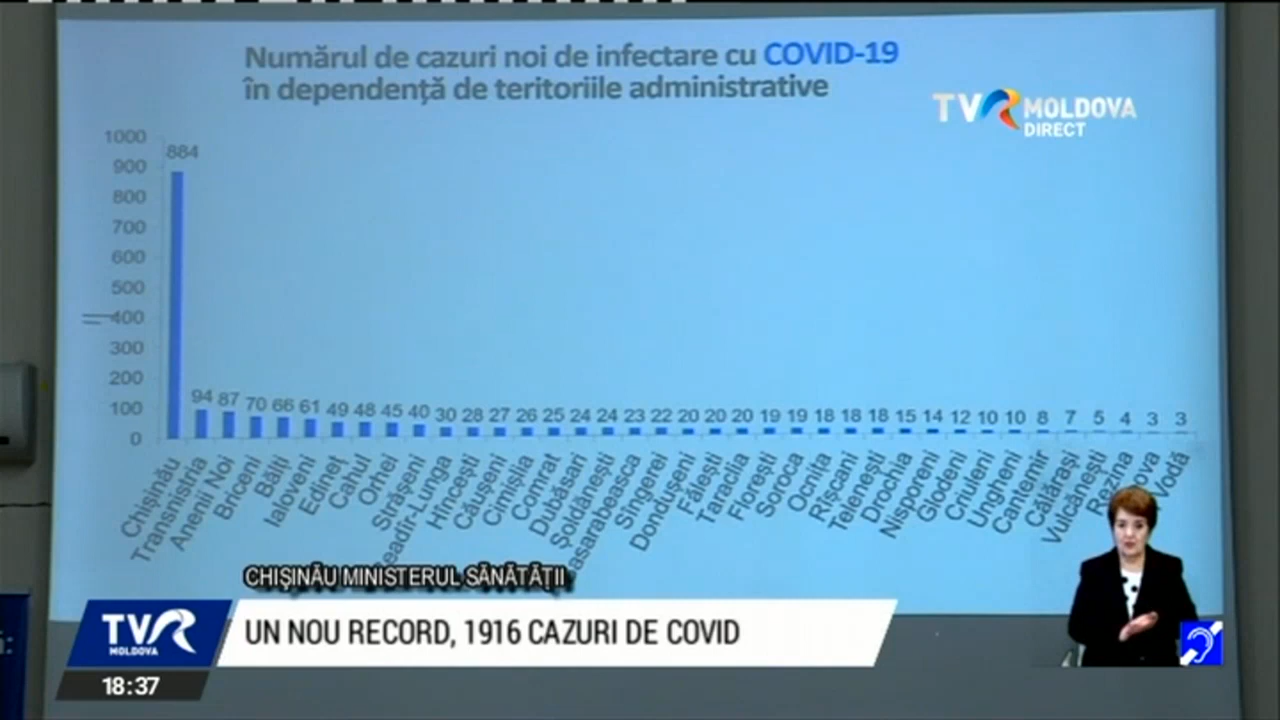 Numărul de cazuri noi de infectare cu COVID-19
în dependență de teritoriile administrative
TVR MOLDOVA
DIRECT
1000
900
800
700
600
500
400
300
200
100
0
884 94 87 70 66 61 49 48 45 40 30 28 27 26 25 24 24 23 22 20 20 20 19 19 18 18 18 15 14 12 10 10 8 7 5 4 3 3
Chișinău
Transnistria
Anenii Noi
Briceni
Bălți
Ialoveni
Edineț
Cahul
Orhei
Strășeni
eadîr-Lunga
Hîncești
Căușeni
Cimișlia
Comrat
Dubăsari
Șoldănești
asarabeasca
Sîngerei
Dondușeni
Fălești
Taraclia
Florești
Soroca
Ocnița
Rîșcani
Telenești
Drochia
Nisporeni
Glodeni
Criuleni
Ungheni
Cantemir
Călărași
Vulcănești
Rezina
ova
Vodă
CHIȘINĂU MINISTERUL SĂNĂTĂȚII
TVR
MOLDOVA
UN NOU RECORD, 1916 CAZURI DE COVID
18:37